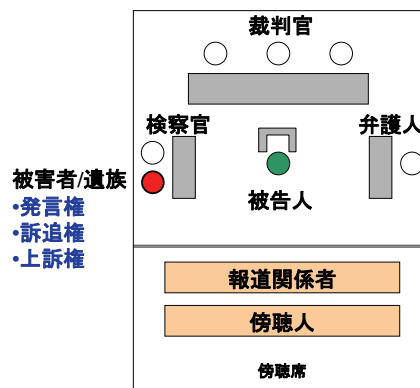 裁判官
検察官
弁護人
被害者/遺族
•発言権
•訴追権
•上訴権
被告人
報道関係者
傍聴人
傍聴席